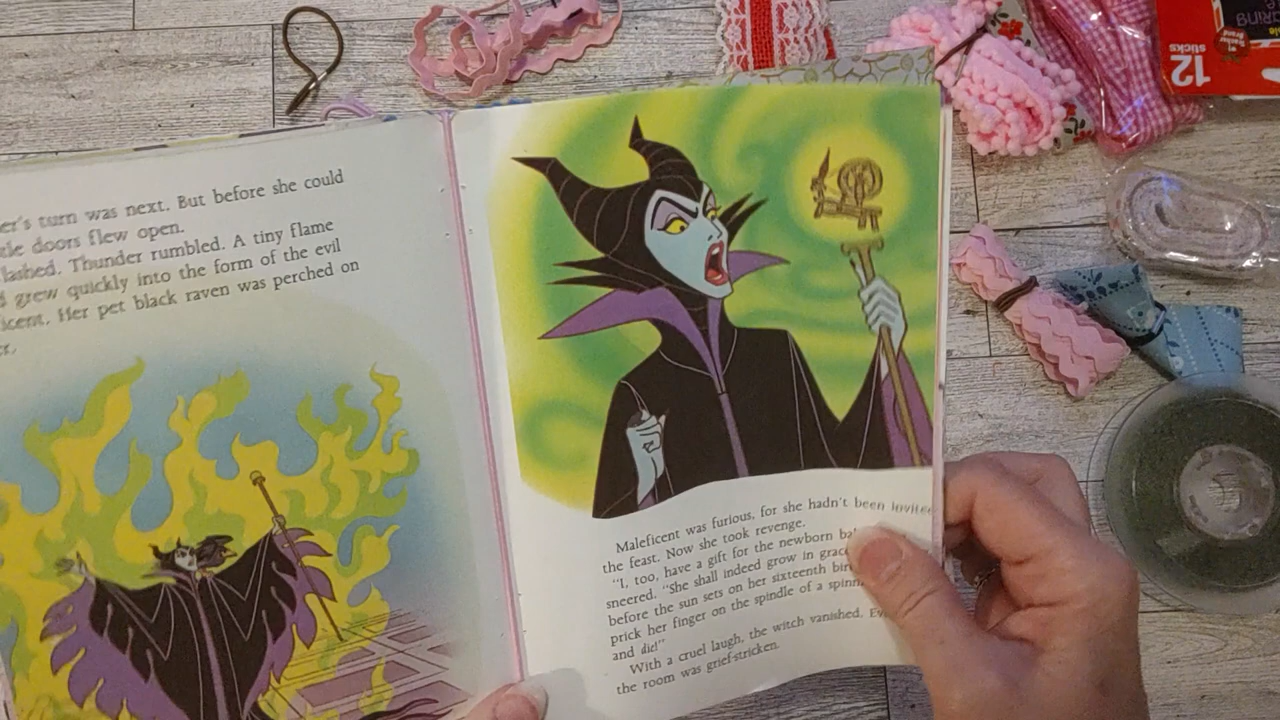 er's turn was next. But before she could
tle doors flew open.
lashed. Thunder rumbled. A tiny flame
grew quickly into the form of the evil
icent. Her pet black raven was perched on
Maleficent was furious, for she hadn't been invite
the feast. Now she took revenge.
"I, too, have a gift for the newborn ba
sneered. "She shall indeed grow in grace
before the sun sets on her sixteenth bir
prick her finger on the spindle of a spinn
and die!"
With a cruel laugh, the witch vanished. Ev
the room was grief-stricken.
12
sticks